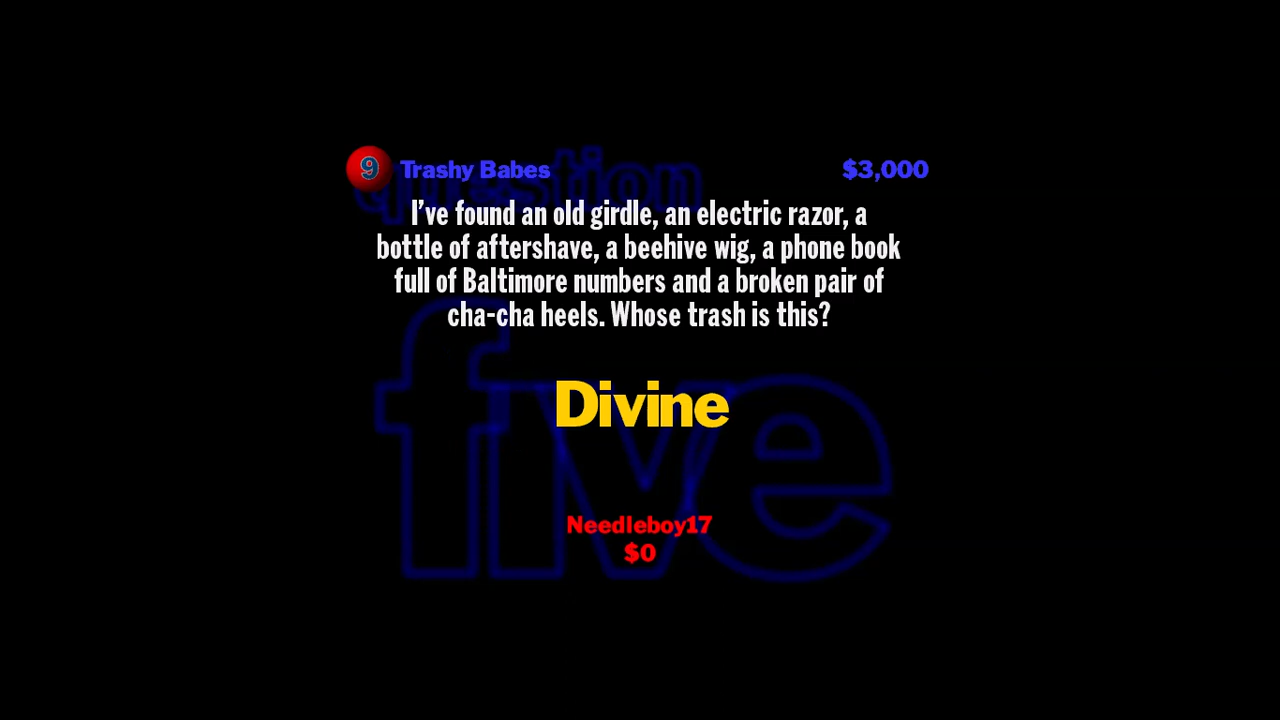 9 Trashy Babes $3,000
question
I've found an old girdle, an electric razor, a
bottle of aftershave, a beehive wig, a phone book
full of Baltimore numbers and a broken pair of
cha-cha heels. Whose trash is this?
five
Divine
Needleboy17
$0